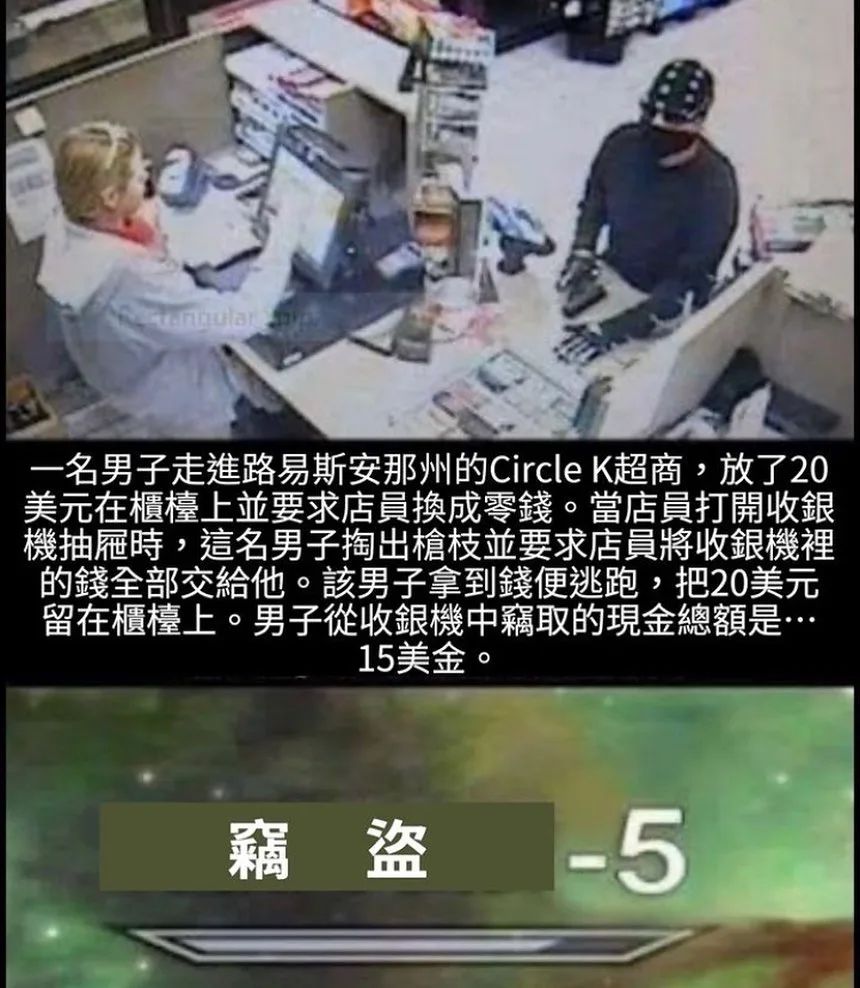 Rectangular Snip
一名男子走進路易斯安那州的Circle K超商，放了20
美元在櫃檯上並要求店員換成零錢。當店員打開收銀
機抽屜時，這名男子掏出槍枝並要求店員將收銀機裡
的錢全部交給他。該男子拿到錢便逃跑，把20美元
留在櫃檯上。男子從收銀機中竊取的現金總額是…
15美金。
竊 盜 -5